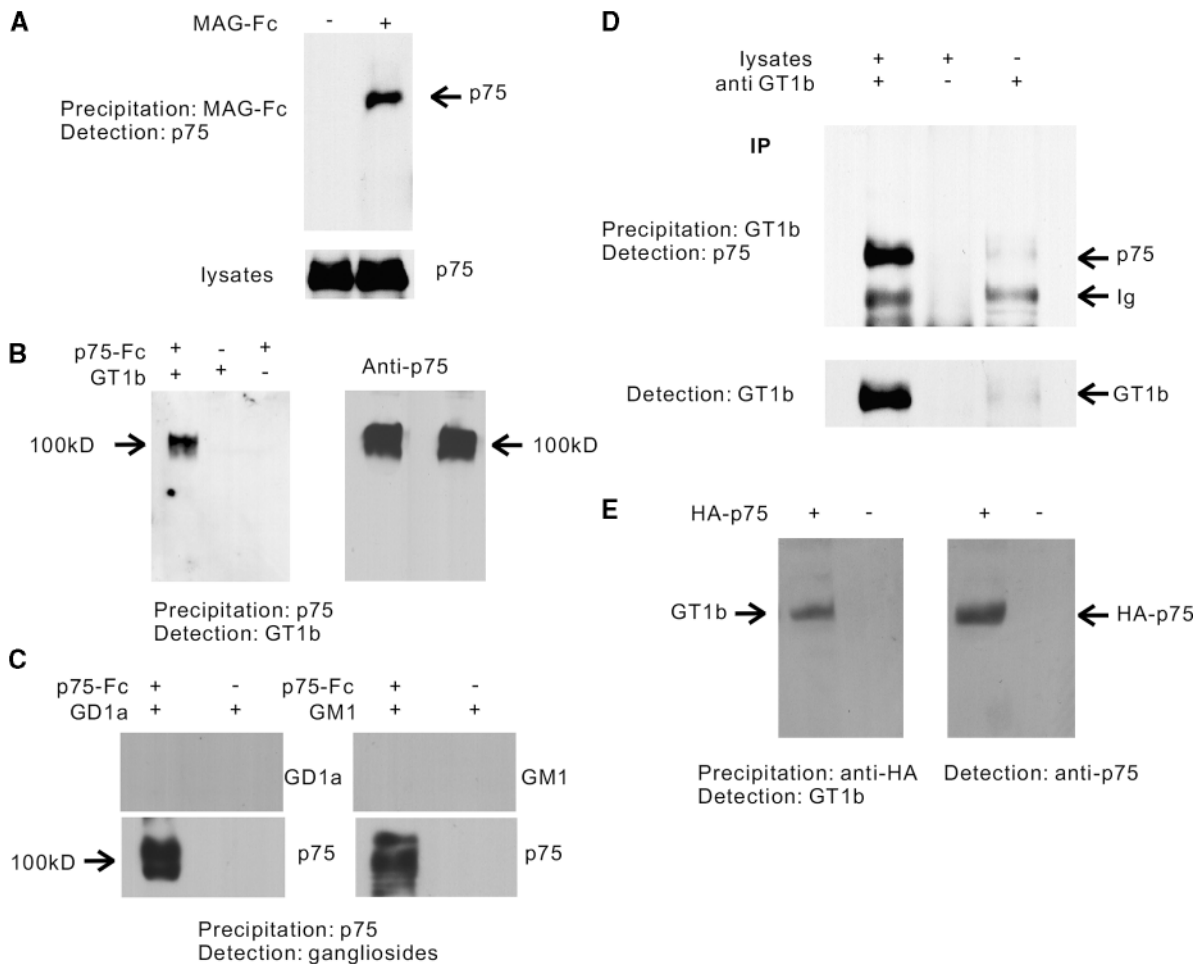 A
MAG-Fc - +
Precipitation: MAG-Fc
Detection: p75
p75
lysates
p75
B
p75-Fc + - +
GT1b + + -
Anti-p75
100kD
100kD
Precipitation: p75
Detection: GT1b
C
p75-Fc + -
GD1a + +
p75-Fc + -
GM1 + +
GD1a
GM1
100kD
p75
p75
Precipitation: p75
Detection: gangliosides
D
lysates + + -
anti GT1b + - +
IP
Precipitation: GT1b
Detection: p75
p75
Ig
Detection: GT1b
GT1b
E
HA-p75 + - + -
GT1b
HA-p75
Precipitation: anti-HA
Detection: GT1b
Detection: anti-p75